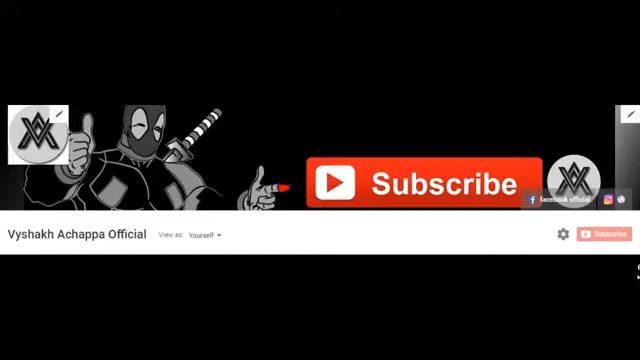 Subscribe
facebook official
Vyshakh Achappa Official
View as: Yourself
Subscribe